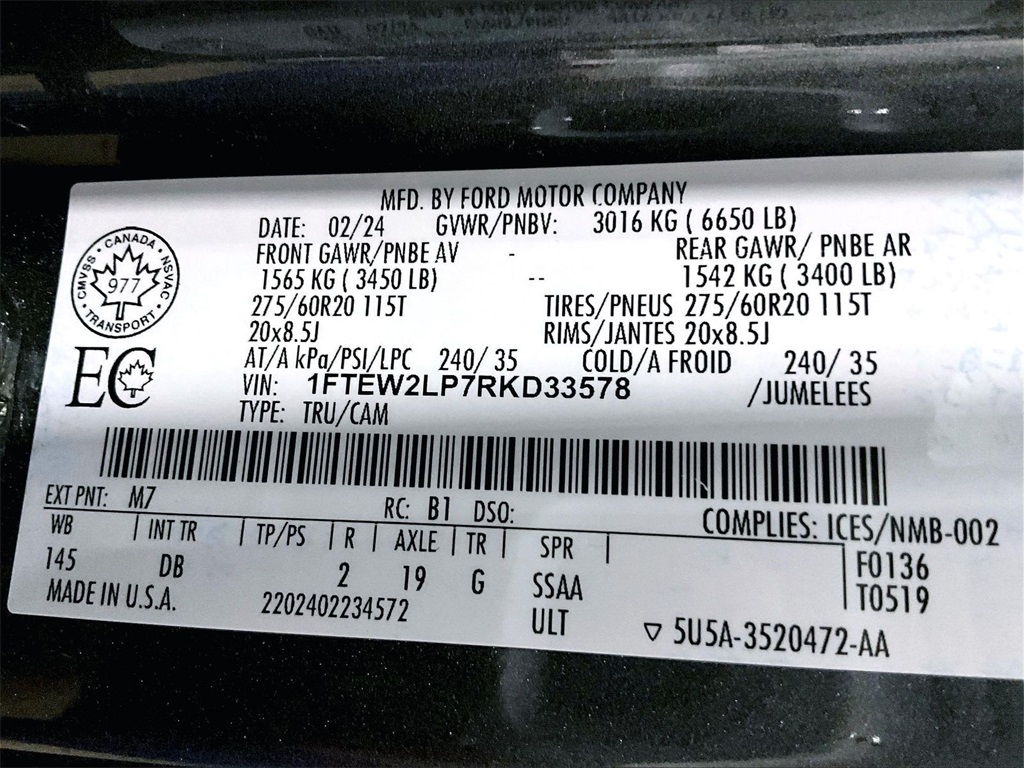 MFD. BY FORD MOTOR COMPANY
DATE: 02/24 GVWR/PNBV: 3016 KG ( 6650 LB)
FRONT GAWR/PNBE AV - REAR GAWR/ PNBE AR
1565 KG ( 3450 LB) -- 1542 KG ( 3400 LB)
275/60R20 115T TIRES/PNEUS 275/60R20 115T
20x8.5J RIMS/JANTES 20x8.5J
AT/A kPa/PSI/LPC 240/ 35 COLD/A FROID 240/ 35
VIN: 1FTEW2LP7RKD33578 /JUMELEES
TYPE: TRU/CAM
CANADA
CMVSS NSVAC
977
TRANSPORT
EC
EXT PNT: M7 RC: B1 DSO: COMPLIES: ICES/NMB-002
WB | INT TR | TP/PS | R | AXLE | TR | SPR | F0136
145 DB 2 19 G SSAA T0519
MADE IN U.S.A. 2202402234572 ULT ▽ 5U5A-3520472-AA